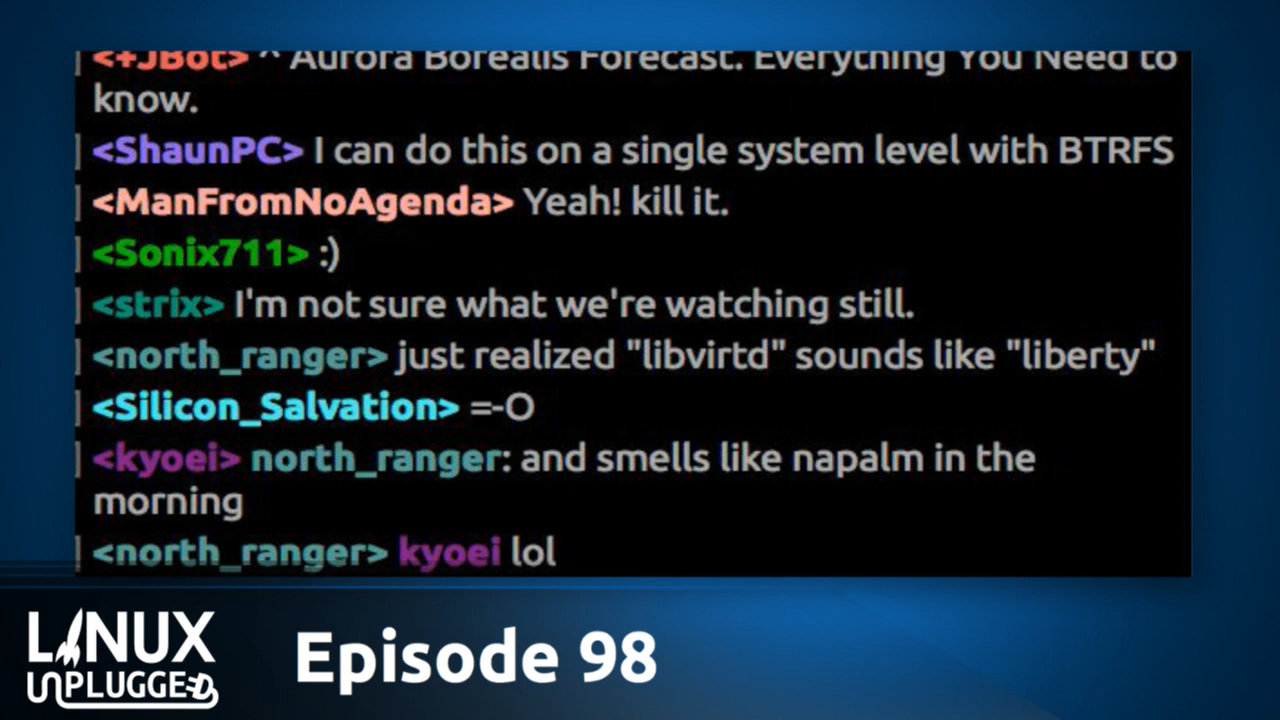 <+JBot> ^ Aurora Borealis Forecast. Everything You Need to
know.
<ShaunPC> I can do this on a single system level with BTRFS
<ManFromNoAgenda> Yeah! kill it.
<Sonix711> :)
<strix> I'm not sure what we're watching still.
<north_ranger> just realized "libvirtd" sounds like "liberty"
<Silicon_Salvation> =-O
<kyoei> north_ranger: and smells like napalm in the
morning
<north_ranger> kyoei lol
LINUX
UNPLUGGED
Episode 98